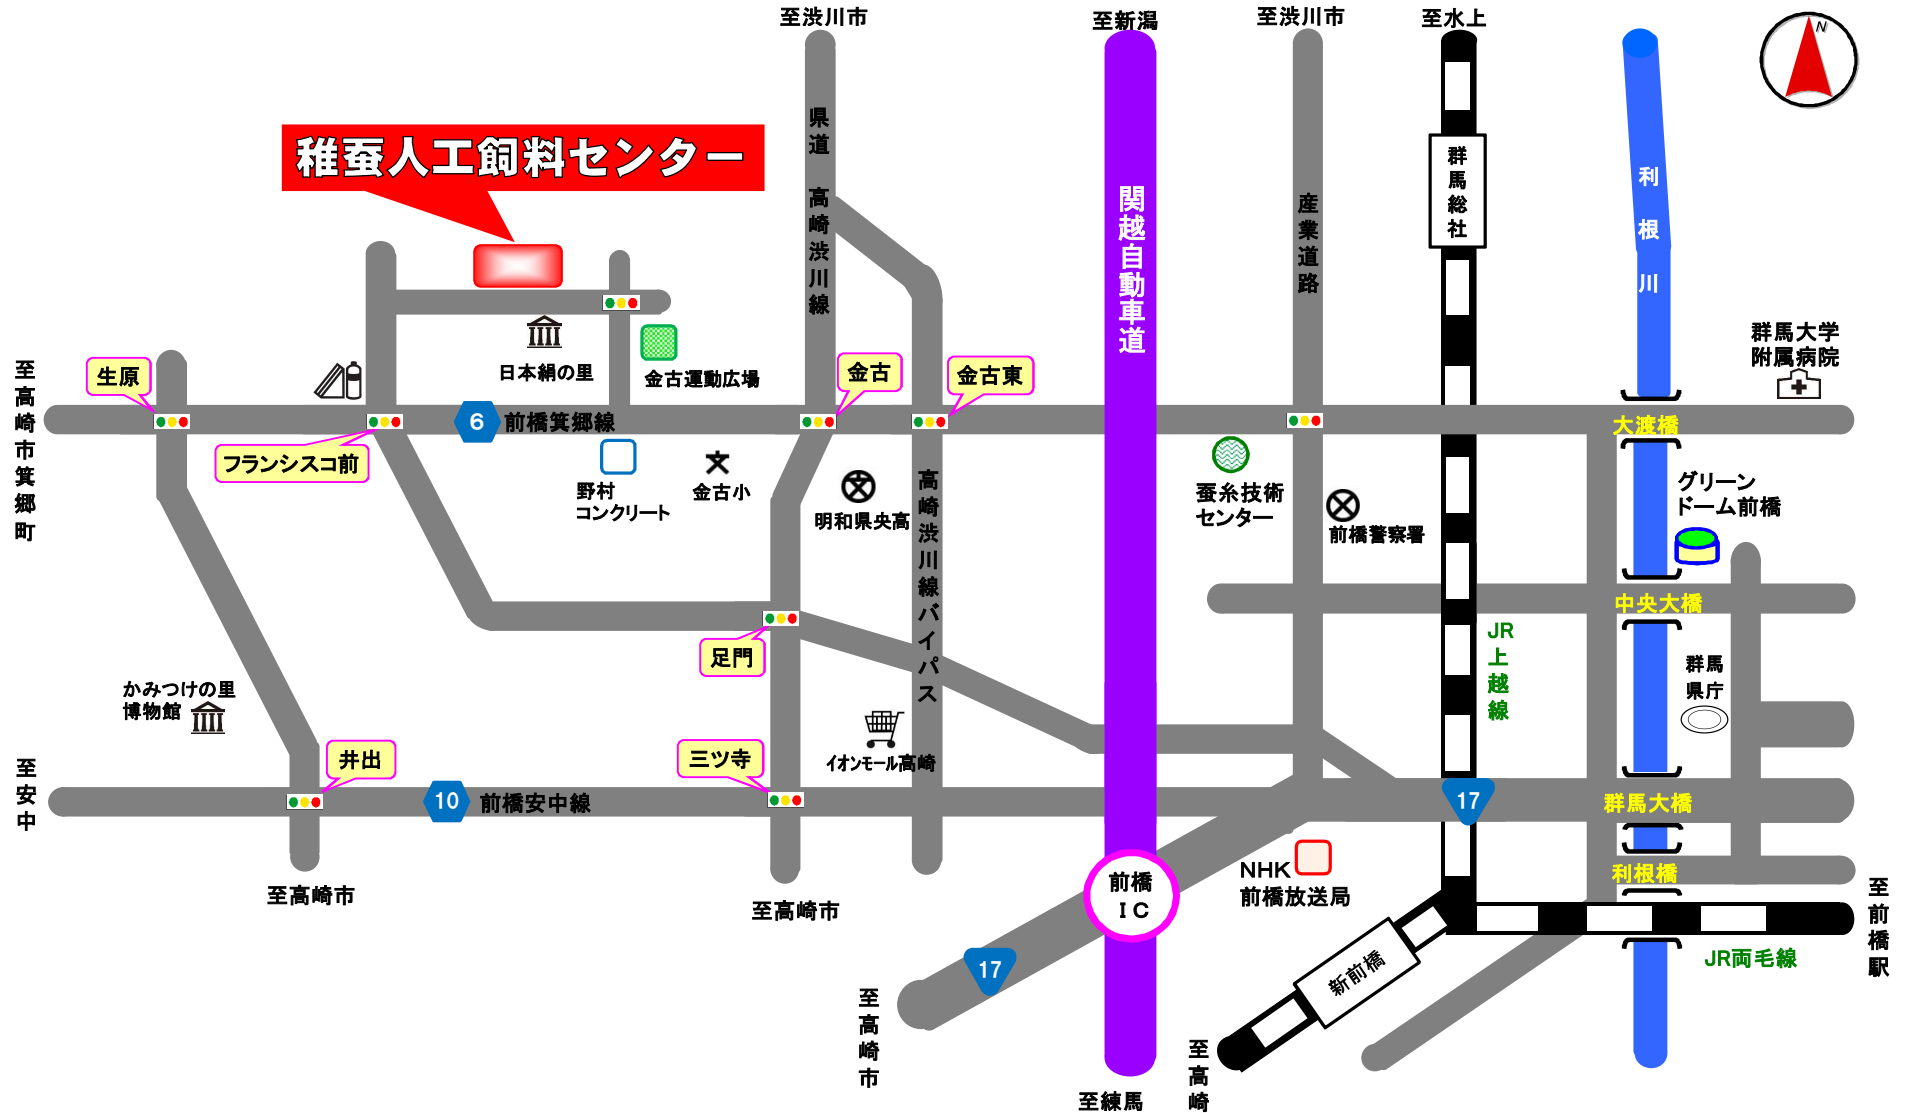 至渋川市
至新潟
至渋川市
至水上
N
稚蚕人工飼料センター
県道 高崎渋川線
関越自動車道
産業道路
群馬総社
利根川
群馬大学
附属病院
至高崎市箕郷町
生原
日本絹の里
金古運動広場
金古
金古東
6
前橋箕郷線
大渡橋
フランシスコ前
野村
コンクリート
金古小
明和県央高
高崎渋川線バイパス
蚕糸技術
センター
前橋警察署
グリーン
ドーム前橋
中央大橋
足門
JR上越線
群馬
県庁
かみつけの里
博物館
至安中
井出
三ツ寺
イオンモール高崎
10
前橋安中線
17
群馬大橋
NHK
前橋放送局
利根橋
前橋
IC
至高崎市
至高崎市
至前橋駅
17
新前橋
JR両毛線
至高崎市
至高崎
至練馬